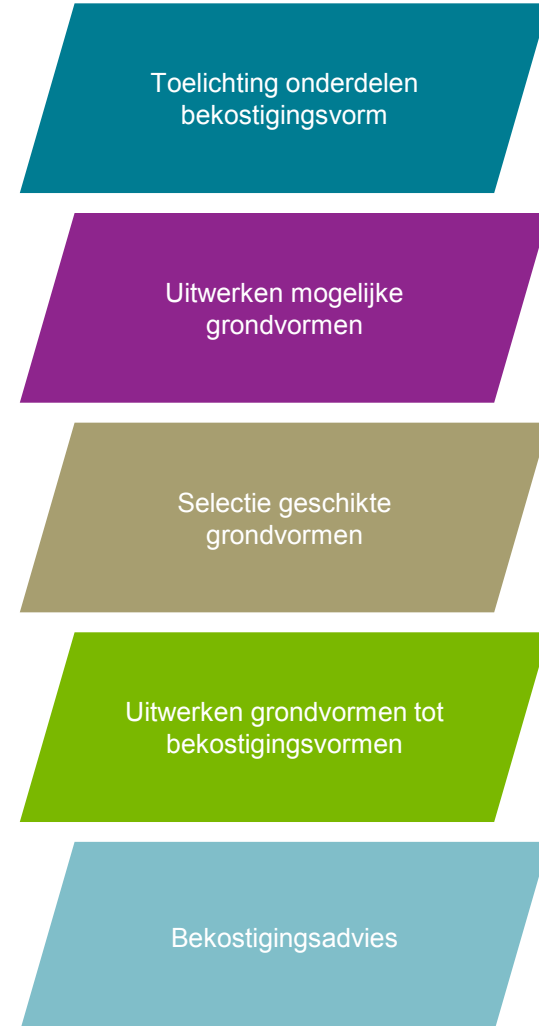 Toelichting onderdelen
bekostigingsvorm
Uitwerken mogelijke
grondvormen
Selectie geschikte
grondvormen
Uitwerken grondvormen tot
bekostigingsvormen
Bekostigingsadvies